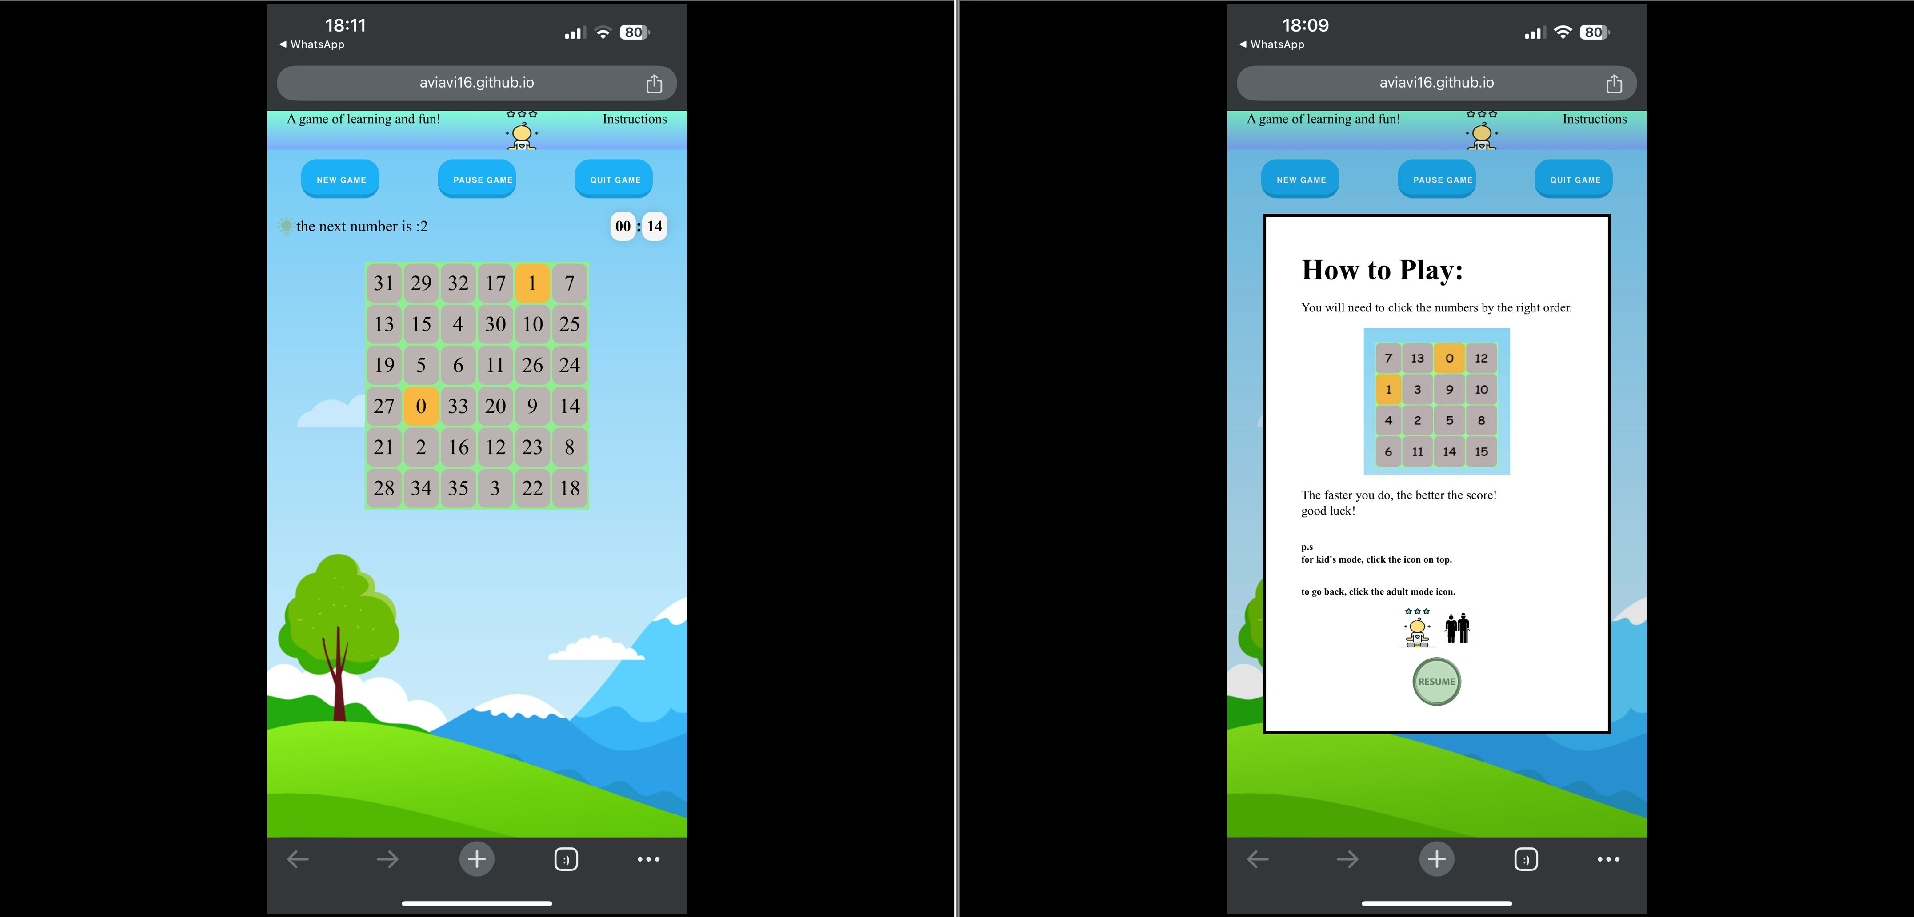 18:11
80
◀ WhatsApp
aviavi16.github.io
A game of learning and fun!
Instructions
NEW GAME
PAUSE GAME
QUIT GAME
the next number is :2
00 : 14
31 29 32 17 1 7
13 15 4 30 10 25
19 5 6 11 26 24
27 0 33 20 9 14
21 2 16 12 23 8
28 34 35 3 22 18
:)
18:09
80
◀ WhatsApp
aviavi16.github.io
A game of learning and fun!
Instructions
NEW GAME
PAUSE GAME
QUIT GAME
How to Play:
You will need to click the numbers by the right order.
7 13 0 12
1 3 9 10
4 2 5 8
6 11 14 15
The faster you do, the better the score!
good luck!
p.s
for kid's mode, click the icon on top.
to go back, click the adult mode icon.
RESUME
:)